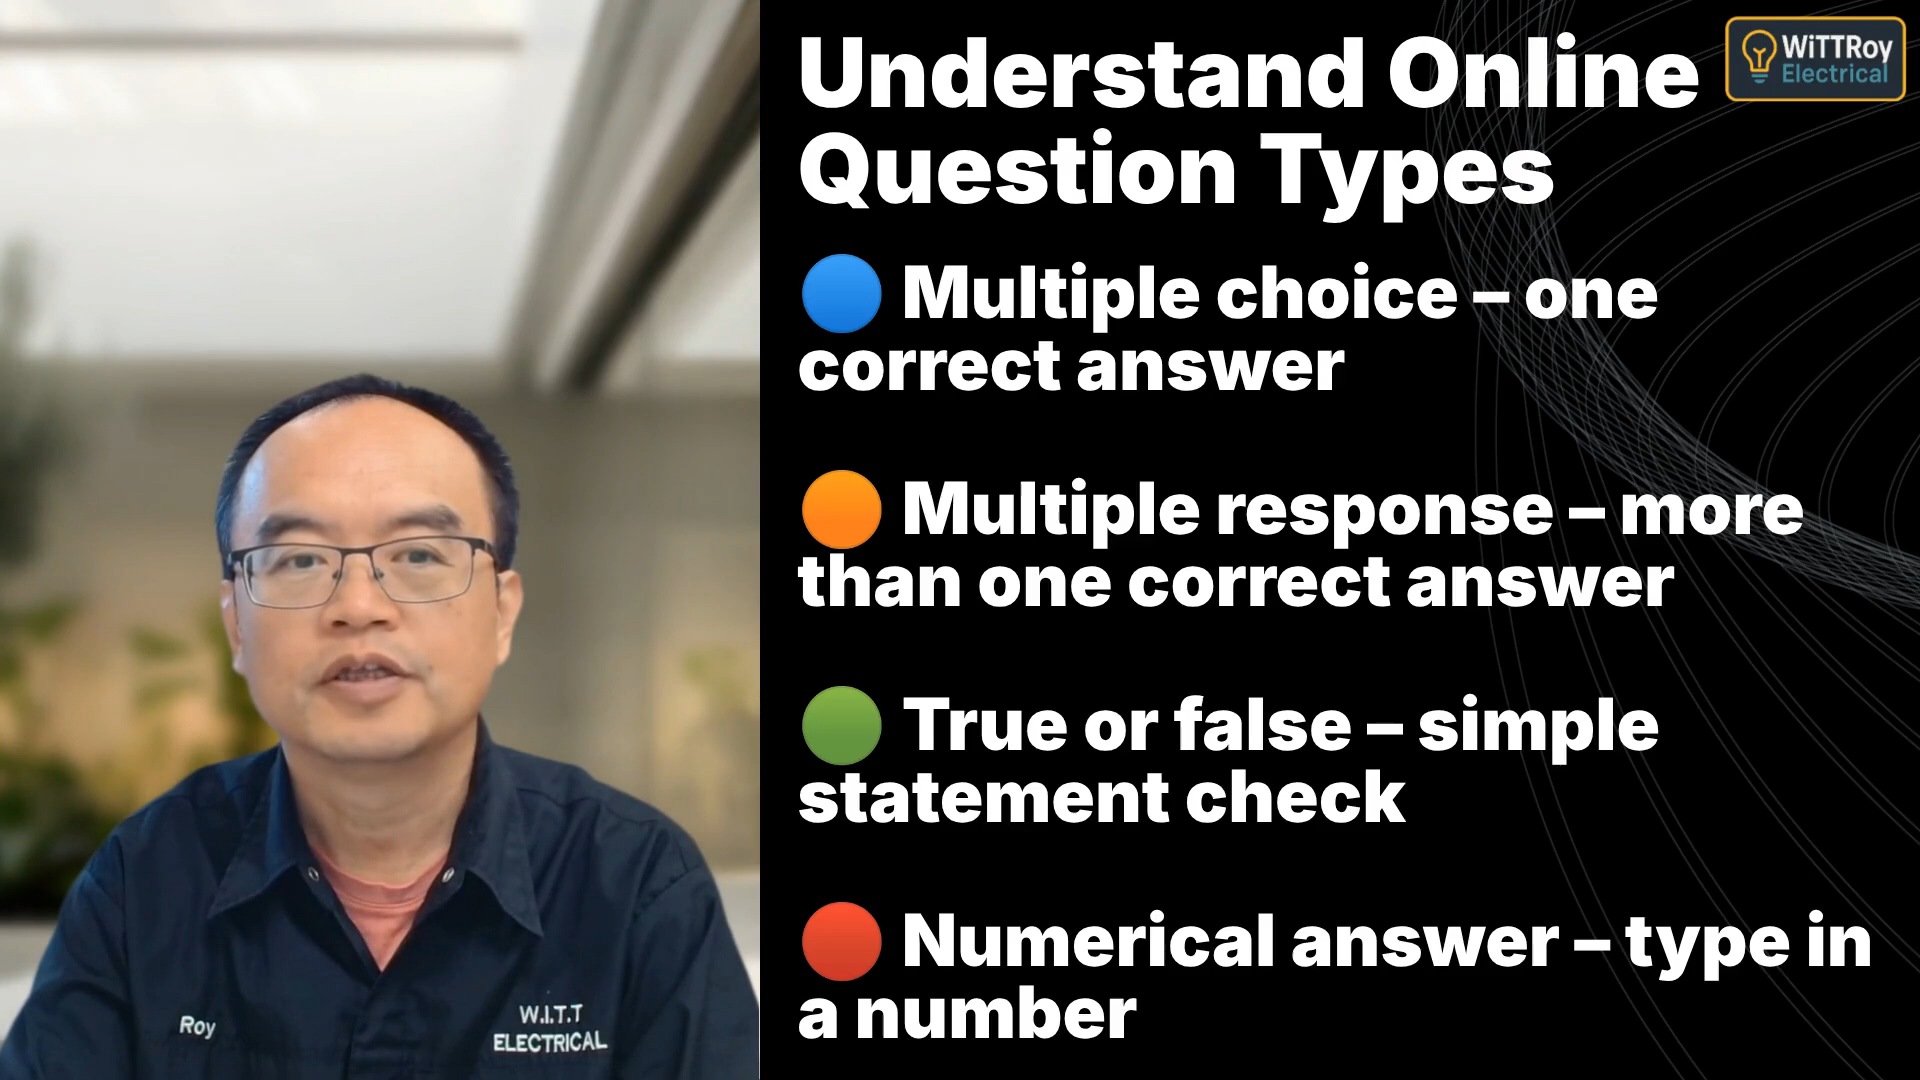 Understand Online
Question Types
WiTTRoy
Electrical
🔵 Multiple choice – one
correct answer
🟠 Multiple response – more
than one correct answer
🟢 True or false – simple
statement check
🔴 Numerical answer – type in
a number
Roy
W.I.T.T
ELECTRICAL